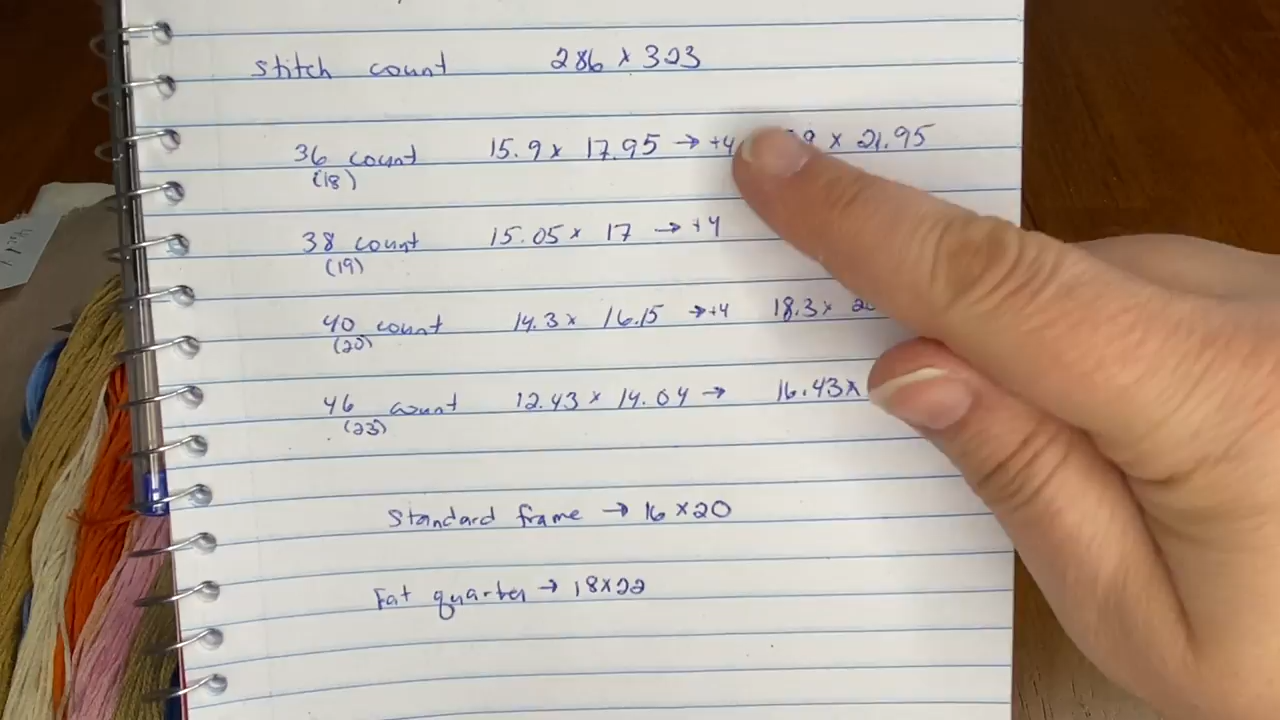 stitch count 286 x 323
36 count 15.9 x 17.95 → +4 x 21.95
(18)
38 count 15.05 x 17 → +4
(19)
40 count 14.3 x 16.15 → +4 18.3 x
(20)
46 count 12.43 x 14.04 → 16.43 x
(23)
Standard frame → 16 x 20
Fat quarter → 18 x 22